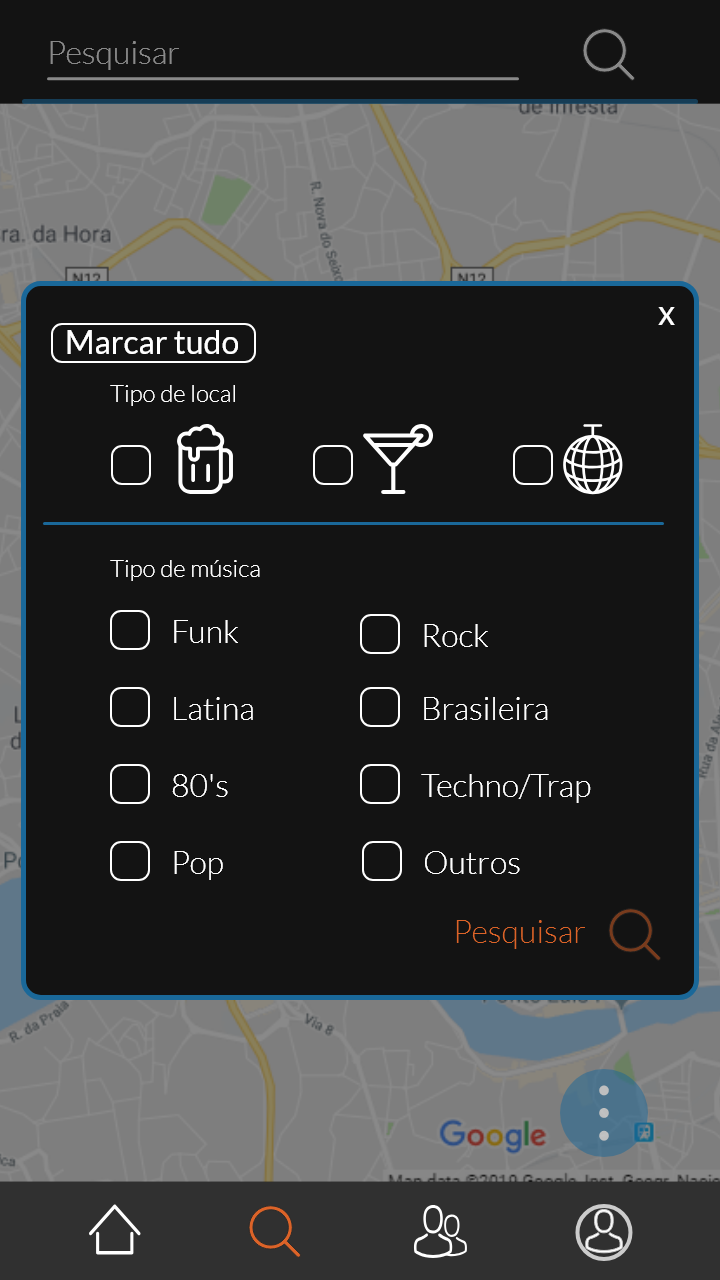 Pesquisar
de Infesta
ra. da Hora
R. Nova do Seixo
N12
N12
X
Marcar tudo
Tipo de local
Tipo de música
Funk
Rock
Latina
Brasileira
80's
Techno/Trap
Pop
Outros
Pesquisar
R. da Praia
Via 8
Google
Map data ©2019 Google, Inst. Geogr. Nacio